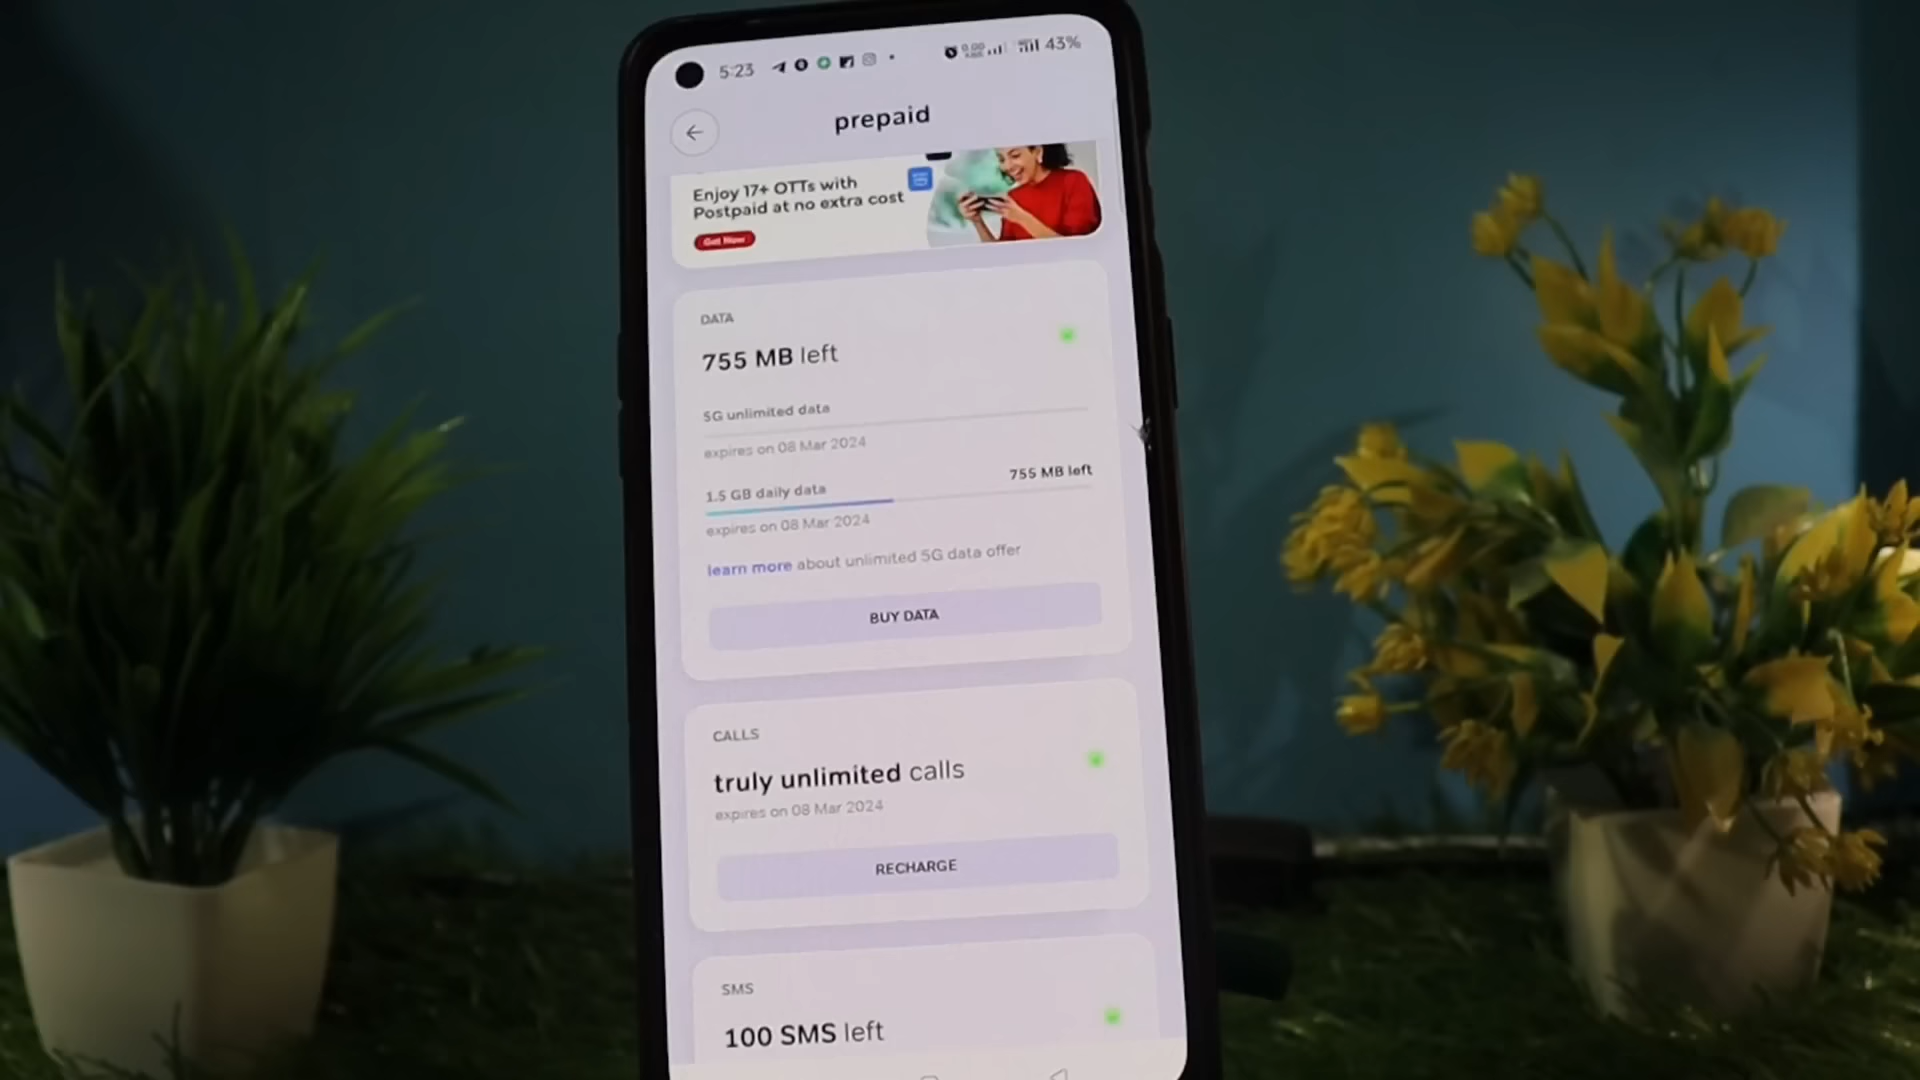 5:23
43%
prepaid
Enjoy 17+ OTTs with
Postpaid at no extra cost
Get Now
DATA
755 MB left
5G unlimited data
expires on 08 Mar 2024
1.5 GB daily data
755 MB left
expires on 08 Mar 2024
learn more about unlimited 5G data offer
BUY DATA
CALLS
truly unlimited calls
expires on 08 Mar 2024
RECHARGE
SMS
100 SMS left